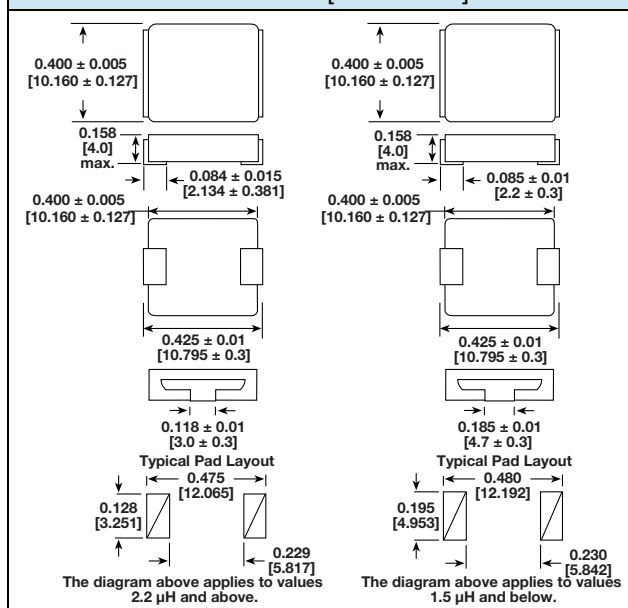 0.400 ± 0.005
[10.160 ± 0.127]
0.158
[4.0]
max.
0.084 ± 0.015
[2.134 ± 0.381]
0.400 ± 0.005
[10.160 ± 0.127]
0.425 ± 0.01
[10.795 ± 0.3]
0.118 ± 0.01
[3.0 ± 0.3]
Typical Pad Layout
0.475
[12.065]
0.128
[3.251]
0.229
[5.817]
The diagram above applies to values
2.2 µH and above.
0.400 ± 0.005
[10.160 ± 0.127]
0.158
[4.0]
max.
0.085 ± 0.01
[2.2 ± 0.3]
0.400 ± 0.005
[10.160 ± 0.127]
0.425 ± 0.01
[10.795 ± 0.3]
0.185 ± 0.01
[4.7 ± 0.3]
Typical Pad Layout
0.480
[12.192]
0.195
[4.953]
0.230
[5.842]
The diagram above applies to values
1.5 µH and below.